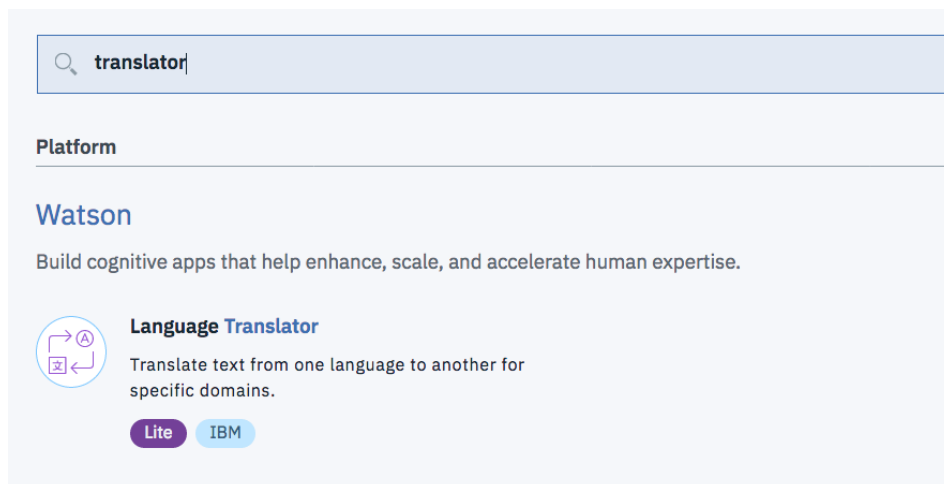 translator
Platform
Watson
Build cognitive apps that help enhance, scale, and accelerate human expertise.
Language Translator
Translate text from one language to another for
specific domains.
Lite IBM
A
文